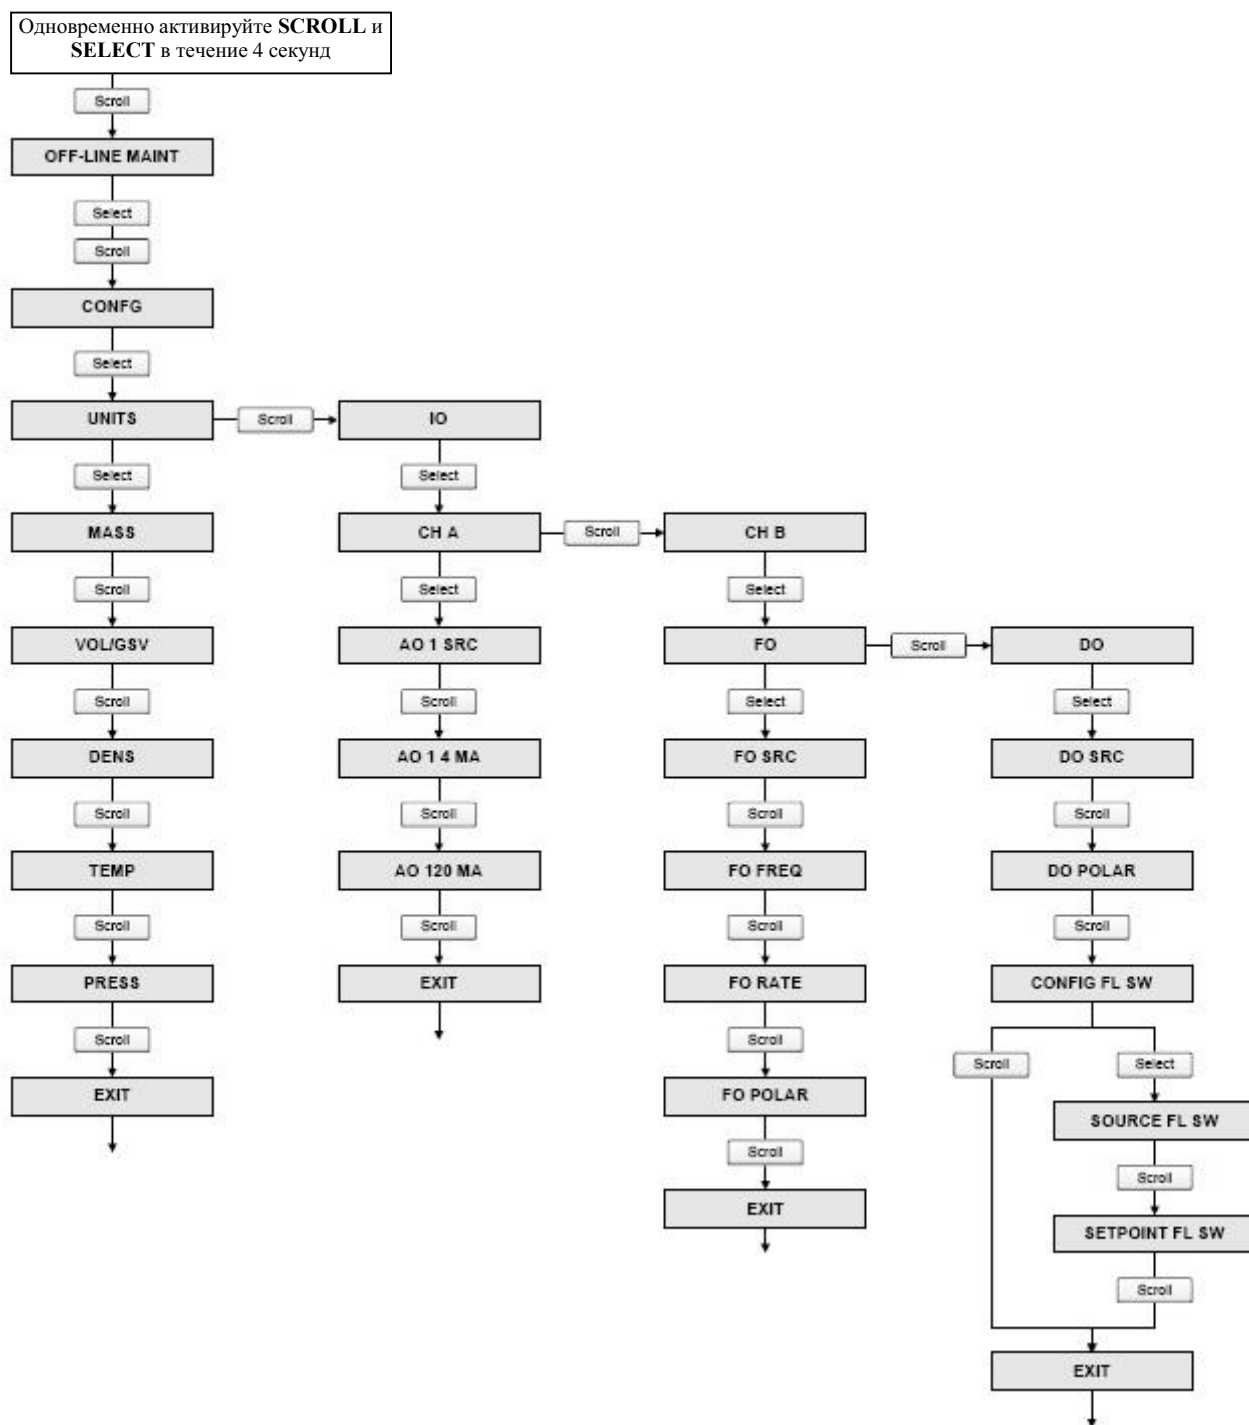 Одновременно активируйте SCROLL и
SELECT в течение 4 секунд
Scroll
OFF-LINE MAINT
Select
Scroll
CONFG
Select
UNITS
Scroll
IO
Select
Select
MASS
CH A
Scroll
CH B
Scroll
Select
Select
VOL/GSV
AO 1 SRC
FO
Scroll
DO
Scroll
Scroll
Select
Select
DENS
AO 1 4 MA
FO SRC
DO SRC
Scroll
Scroll
Scroll
Scroll
TEMP
AO 120 MA
FO FREQ
DO POLAR
Scroll
Scroll
Scroll
Scroll
PRESS
EXIT
FO RATE
CONFIG FL SW
Scroll
Scroll
Scroll
Select
EXIT
FO POLAR
SOURCE FL SW
Scroll
Scroll
EXIT
SETPOINT FL SW
Scroll
EXIT